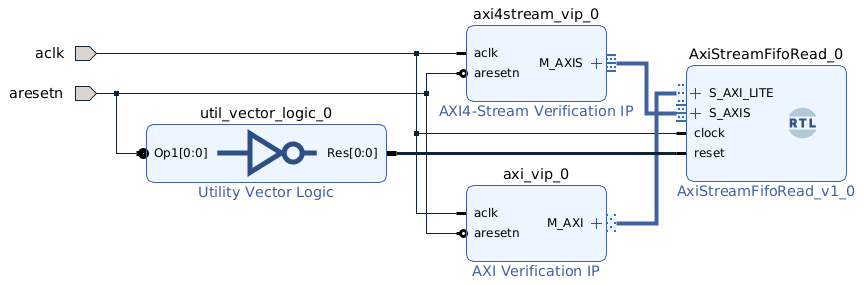 axi4stream_vip_0
aclk
aclk
aresetn
M_AXIS
AXI4-Stream Verification IP
AxiStreamFifoRead_0
S_AXI_LITE
S_AXIS
clock
reset
RTL
AxiStreamFifoRead_v1_0
aresetn
util_vector_logic_0
Op1[0:0]
Res[0:0]
Utility Vector Logic
axi_vip_0
aclk
aresetn
M_AXI
AXI Verification IP